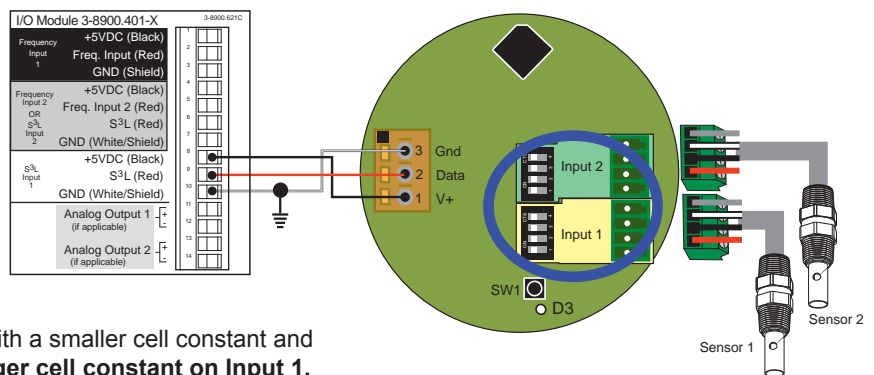 I/O Module 3-8900.401-X
3-8900.621C
Frequency
Input
1
+5VDC (Black)
Freq. Input (Red)
GND (Shield)
Frequency
Input 2
OR
S3L
Input
2
+5VDC (Black)
Freq. Input 2 (Red)
S3L (Red)
GND (White/Shield)
S3L
Input
1
+5VDC (Black)
S3L (Red)
GND (White/Shield)
Analog Output 1 +
(if applicable) -
Analog Output 2 +
(if applicable) -
1
2
3
4
5
6
7
8
9
10
11
12
13
14
3 Gnd
2 Data
1 V+
Input 2
Input 1
SW1
D3
Sensor 2
Sensor 1
ith a smaller cell constant and
ger cell constant on Input 1.